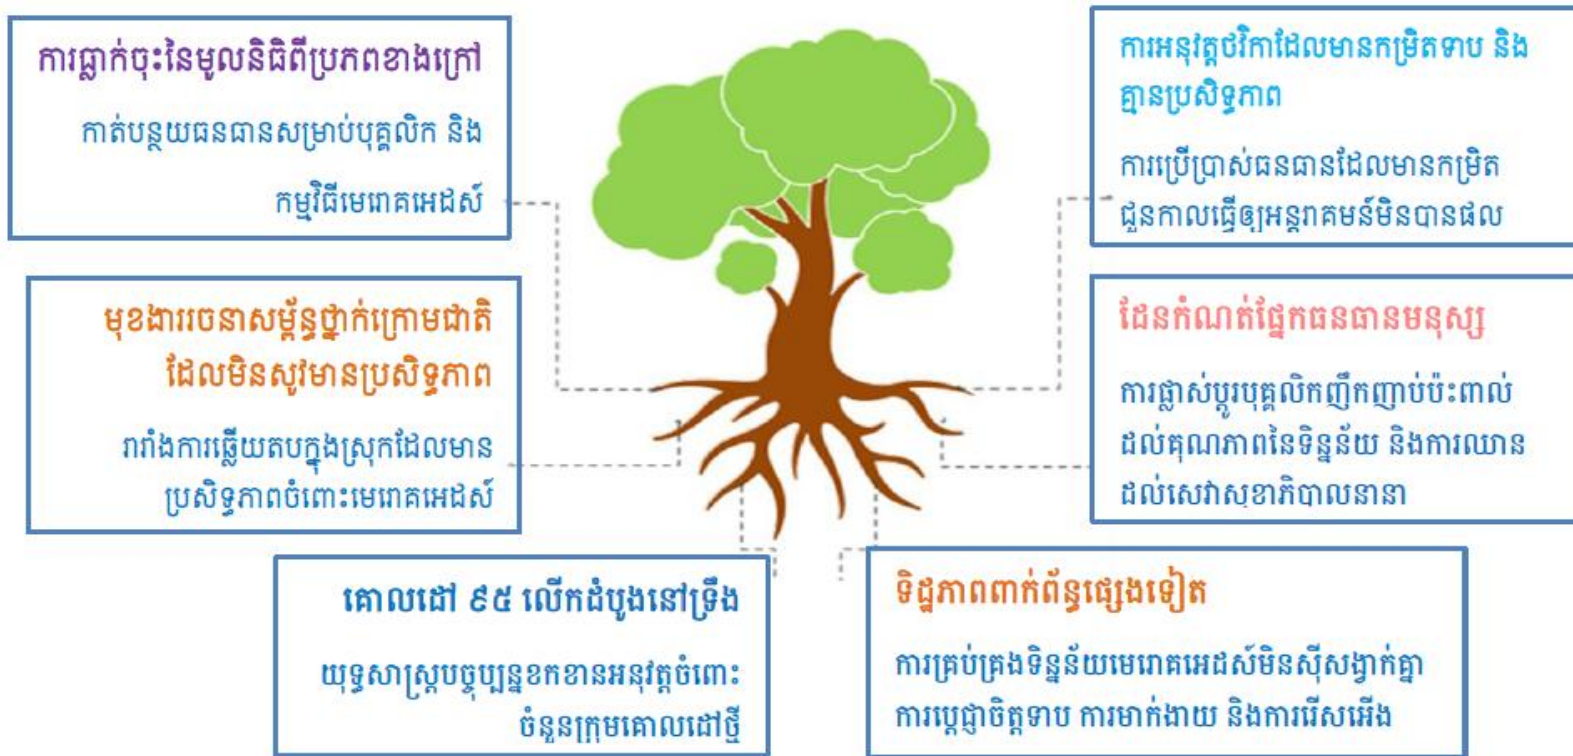 ការធ្លាក់ចុះនៃមូលនិធិពីប្រភពខាងក្រៅ
កាត់បន្ថយធនធានសម្រាប់បុគ្គលិក និង
កម្មវិធីមេរោគអេដស៍
ការអនុវត្តថវិកាដែលមានកម្រិតទាប និង
គ្មានប្រសិទ្ធភាព
ការប្រើប្រាស់ធនធានដែលមានកម្រិត
ជួនកាលធ្វើឲ្យអន្តរាគមន៍មិនបានផល
មុខងាររចនាសម្ព័ន្ធថ្នាក់ក្រោមជាតិ
ដែលមិនសូវមានប្រសិទ្ធភាព
រារាំងការឆ្លើយតបក្នុងស្រុកដែលមាន
ប្រសិទ្ធភាពចំពោះមេរោគអេដស៍
ដែនកំណត់ផ្នែកធនធានមនុស្ស
ការផ្លាស់ប្តូរបុគ្គលិកញឹកញាប់ប៉ះពាល់
ដល់គុណភាពនៃទិន្នន័យ និងការឈាន
ដល់សេវាសុខាភិបាលនានា
គោលដៅ ៩៥ លើកដំបូងនៅទ្រឹង
យុទ្ធសាស្ត្របច្ចុប្បន្នខកខានអនុវត្តចំពោះ
ចំនួនក្រុមគោលដៅថ្មី
ទិដ្ឋភាពពាក់ព័ន្ធផ្សេងទៀត
ការគ្រប់គ្រងទិន្នន័យមេរោគអេដស៍មិនស៊ីសង្វាក់គ្នា
ការប្តេជ្ញាចិត្តទាប ការមាក់ងាយ និងការរើសអើង